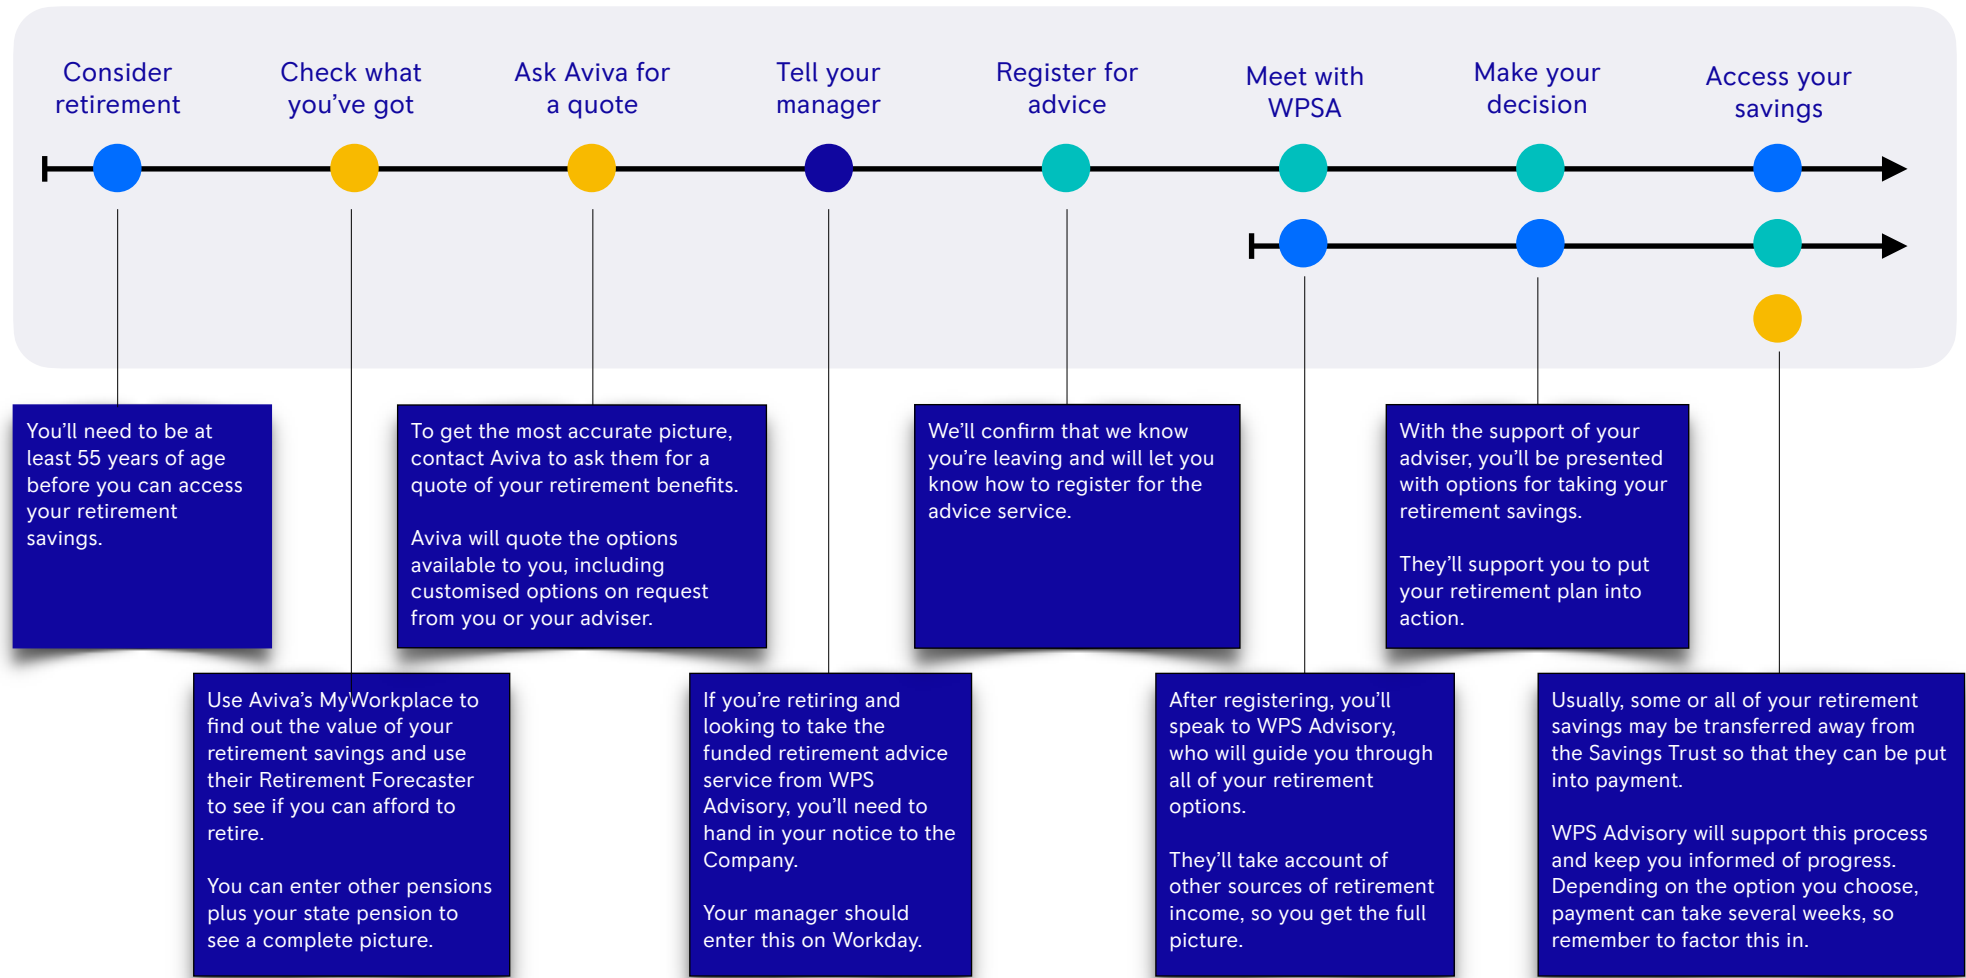 Consider
retirement
Check what
you've got
Ask Aviva for
a quote
Tell your
manager
Register for
advice
Meet with
WPSA
Make your
decision
Access your
savings
You'll need to be at
least 55 years of age
before you can access
your retirement
savings.
To get the most accurate picture,
contact Aviva to ask them for a
quote of your retirement benefits.
Aviva will quote the options
available to you, including
customised options on request
from you or your adviser.
We'll confirm that we know
you're leaving and will let you
know how to register for the
advice service.
With the support of your
adviser, you'll be presented
with options for taking your
retirement savings.
They'll support you to put
your retirement plan into
action.
Use Aviva's MyWorkplace to
find out the value of your
retirement savings and use
their Retirement Forecaster
to see if you can afford to
retire.
You can enter other pensions
plus your state pension to
see a complete picture.
If you're retiring and
looking to take the
funded retirement advice
service from WPS
Advisory, you'll need to
hand in your notice to the
Company.
Your manager should
enter this on Workday.
After registering, you'll
speak to WPS Advisory,
who will guide you through
all of your retirement
options.
They'll take account of
other sources of retirement
income, so you get the full
picture.
Usually, some or all of your retirement
savings may be transferred away from
the Savings Trust so that they can be put
into payment.
WPS Advisory will support this process
and keep you informed of progress.
Depending on the option you choose,
payment can take several weeks, so
remember to factor this in.